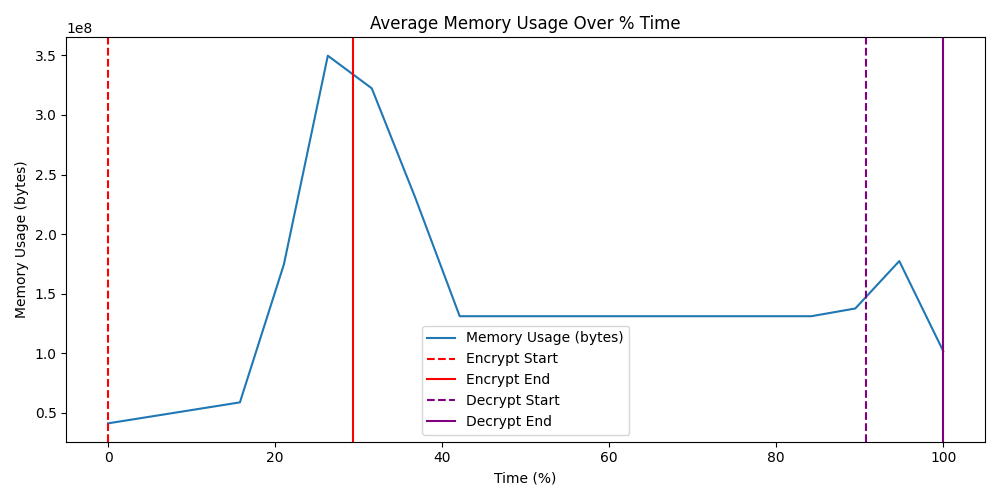 Average Memory Usage Over % Time
1e8
3.5
3.0
2.5
2.0
1.5
1.0
0.5
Memory Usage (bytes)
Memory Usage (bytes)
Encrypt Start
Encrypt End
Decrypt Start
Decrypt End
0 20 40 60 80 100
Time (%)